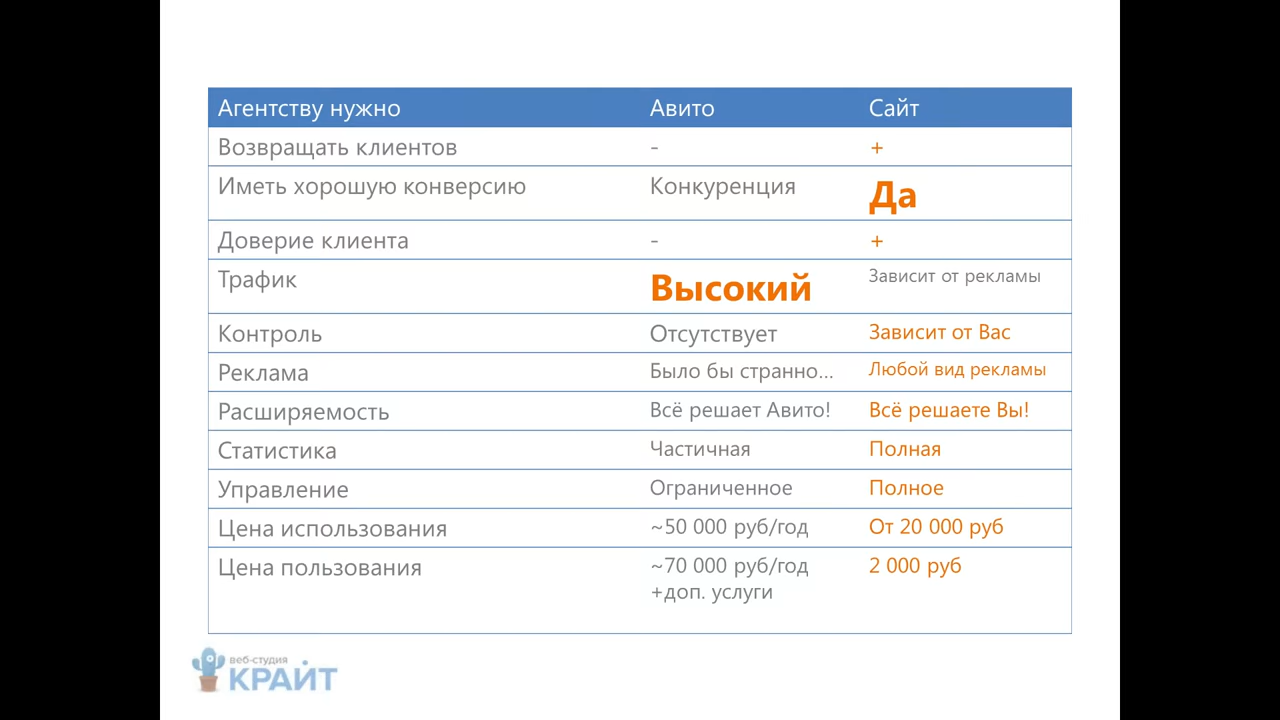 Агентству нужно Авито Сайт
Возвращать клиентов - +
Иметь хорошую конверсию Конкуренция Да
Доверие клиента - +
Трафик Высокий Зависит от рекламы
Контроль Отсутствует Зависит от Вас
Реклама Было бы странно... Любой вид рекламы
Расширяемость Всё решает Авито! Всё решаете Вы!
Статистика Частичная Полная
Управление Ограниченное Полное
Цена использования ~50 000 руб/год От 20 000 руб
Цена пользования ~70 000 руб/год 2 000 руб
+доп. услуги
веб-студия
КРАЙТ